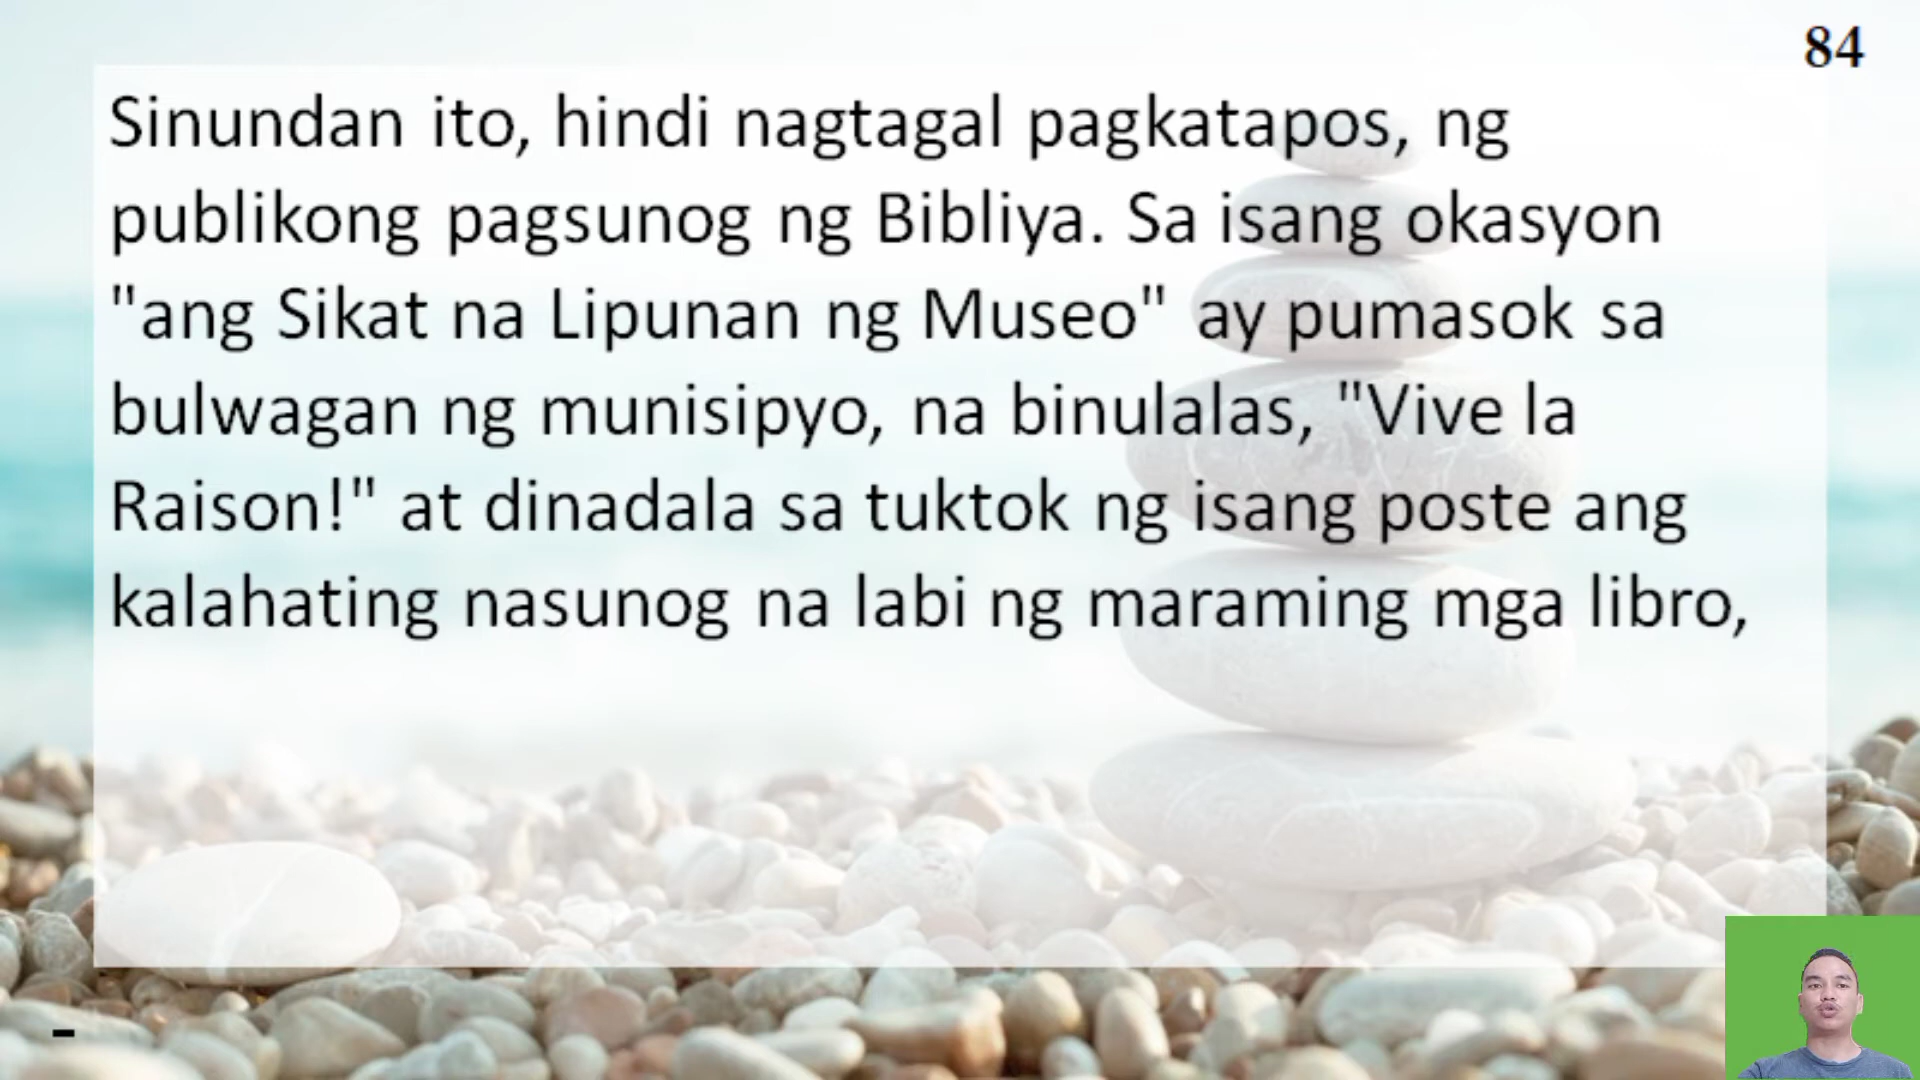 84
Sinundan ito, hindi nagtagal pagkatapos, ng
publikong pagsunog ng Bibliya. Sa isang okasyon
"ang Sikat na Lipunan ng Museo" ay pumasok sa
bulwagan ng munisipyo, na binulalas, "Vive la
Raison!" at dinadala sa tuktok ng isang poste ang
kalahating nasunog na labi ng maraming mga libro,
-